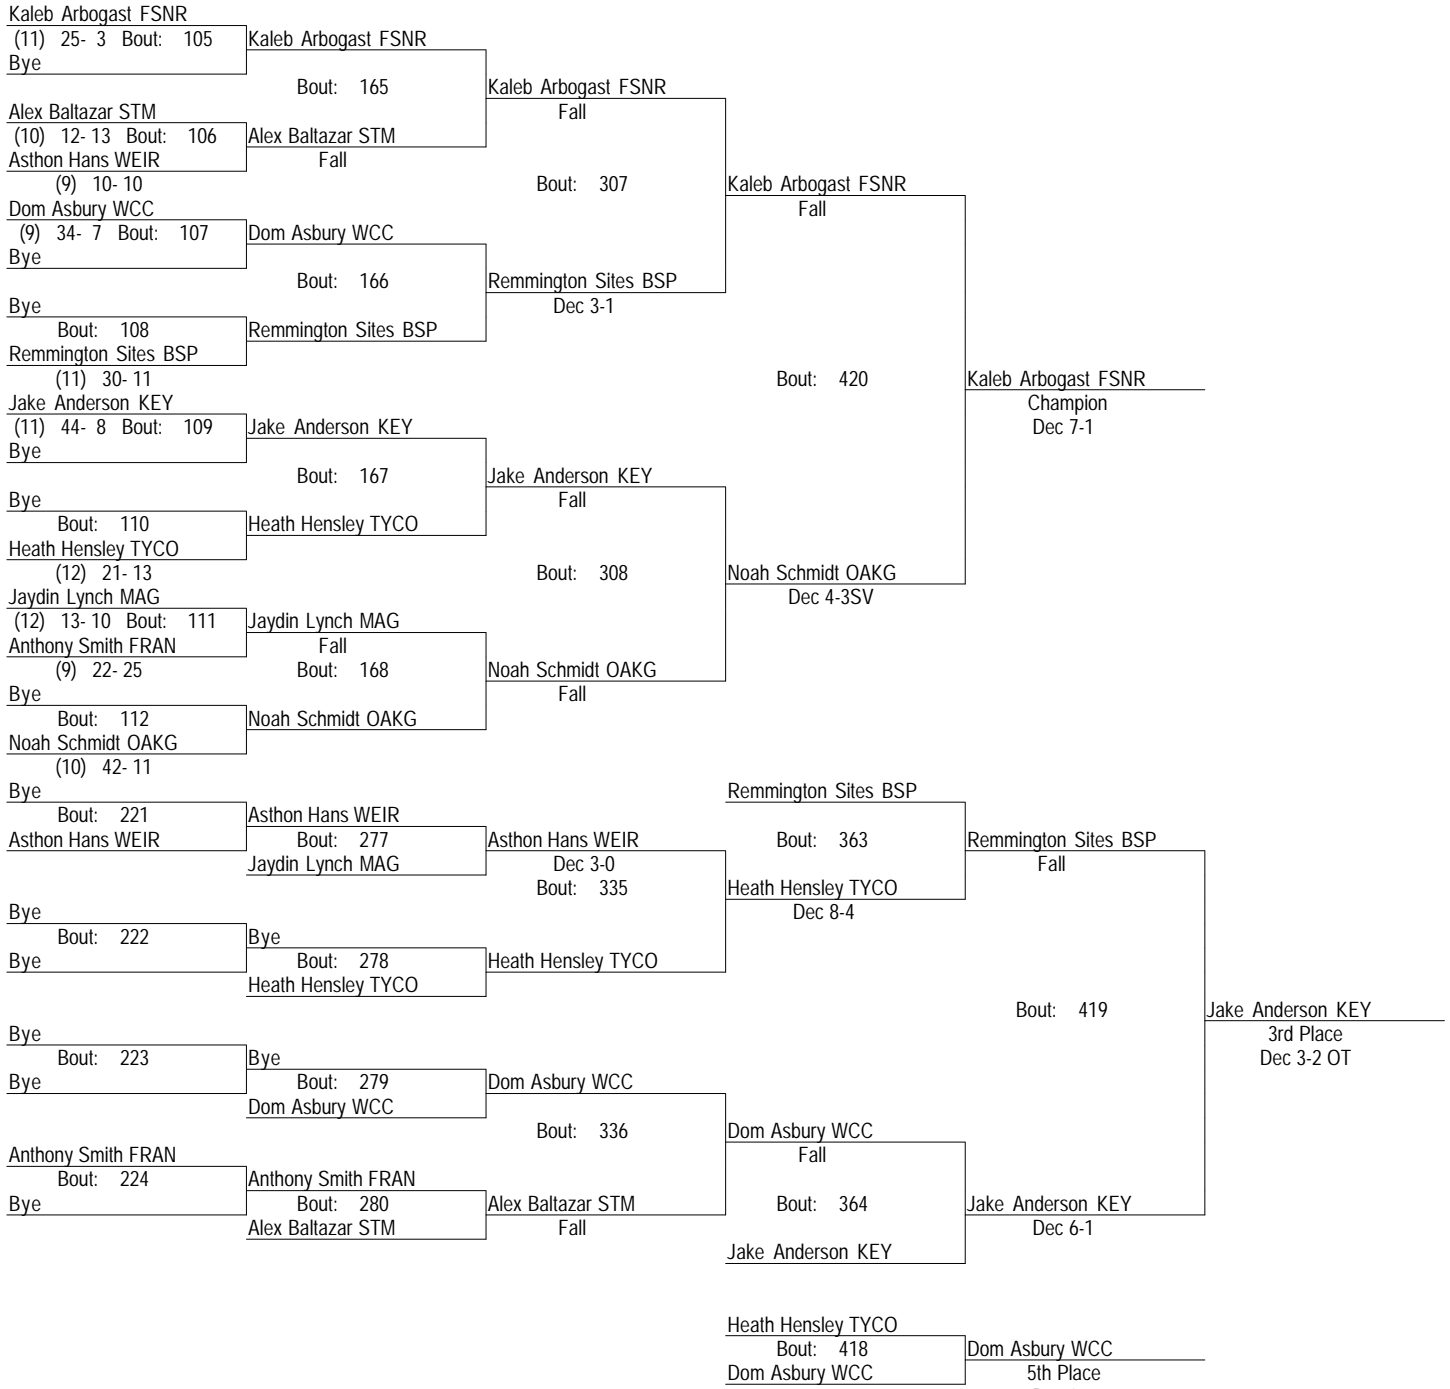 Kaleb Arbogast FSNR
(11) 25- 3 Bout: 105
Kaleb Arbogast FSNR
Bye
Bout: 165
Kaleb Arbogast FSNR
Fall
Alex Baltazar STM
(10) 12- 13 Bout: 106
Alex Baltazar STM
Asthon Hans WEIR
Fall
(9) 10- 10
Bout: 307
Kaleb Arbogast FSNR
Fall
Dom Asbury WCC
(9) 34- 7 Bout: 107
Dom Asbury WCC
Bye
Bout: 166
Remmington Sites BSP
Dec 3-1
Bye
Bout: 108
Remmington Sites BSP
Remmington Sites BSP
(11) 30- 11
Bout: 420
Kaleb Arbogast FSNR
Champion
Dec 7-1
Jake Anderson KEY
(11) 44- 8 Bout: 109
Jake Anderson KEY
Bye
Bout: 167
Jake Anderson KEY
Fall
Bye
Bout: 110
Heath Hensley TYCO
Heath Hensley TYCO
(12) 21- 13
Bout: 308
Noah Schmidt OAKG
Dec 4-3SV
Jaydin Lynch MAG
(12) 13- 10 Bout: 111
Jaydin Lynch MAG
Anthony Smith FRAN
Fall
(9) 22- 25
Bout: 168
Noah Schmidt OAKG
Fall
Bye
Bout: 112
Noah Schmidt OAKG
Noah Schmidt OAKG
(10) 42- 11
Bye
Bout: 221
Asthon Hans WEIR
Asthon Hans WEIR
Bout: 277
Jaydin Lynch MAG
Asthon Hans WEIR
Dec 3-0
Bout: 335
Remmington Sites BSP
Bout: 363
Remmington Sites BSP
Fall
Heath Hensley TYCO
Dec 8-4
Bye
Bout: 222
Bye
Bye
Bout: 278
Heath Hensley TYCO
Heath Hensley TYCO
Bout: 419
Jake Anderson KEY
3rd Place
Dec 3-2 OT
Bye
Bout: 223
Bye
Bye
Bout: 279
Dom Asbury WCC
Dom Asbury WCC
Bout: 336
Dom Asbury WCC
Fall
Anthony Smith FRAN
Bout: 224
Anthony Smith FRAN
Bye
Bout: 280
Alex Baltazar STM
Alex Baltazar STM
Fall
Bout: 364
Jake Anderson KEY
Dec 6-1
Jake Anderson KEY
Heath Hensley TYCO
Bout: 418
Dom Asbury WCC
Dom Asbury WCC
5th Place